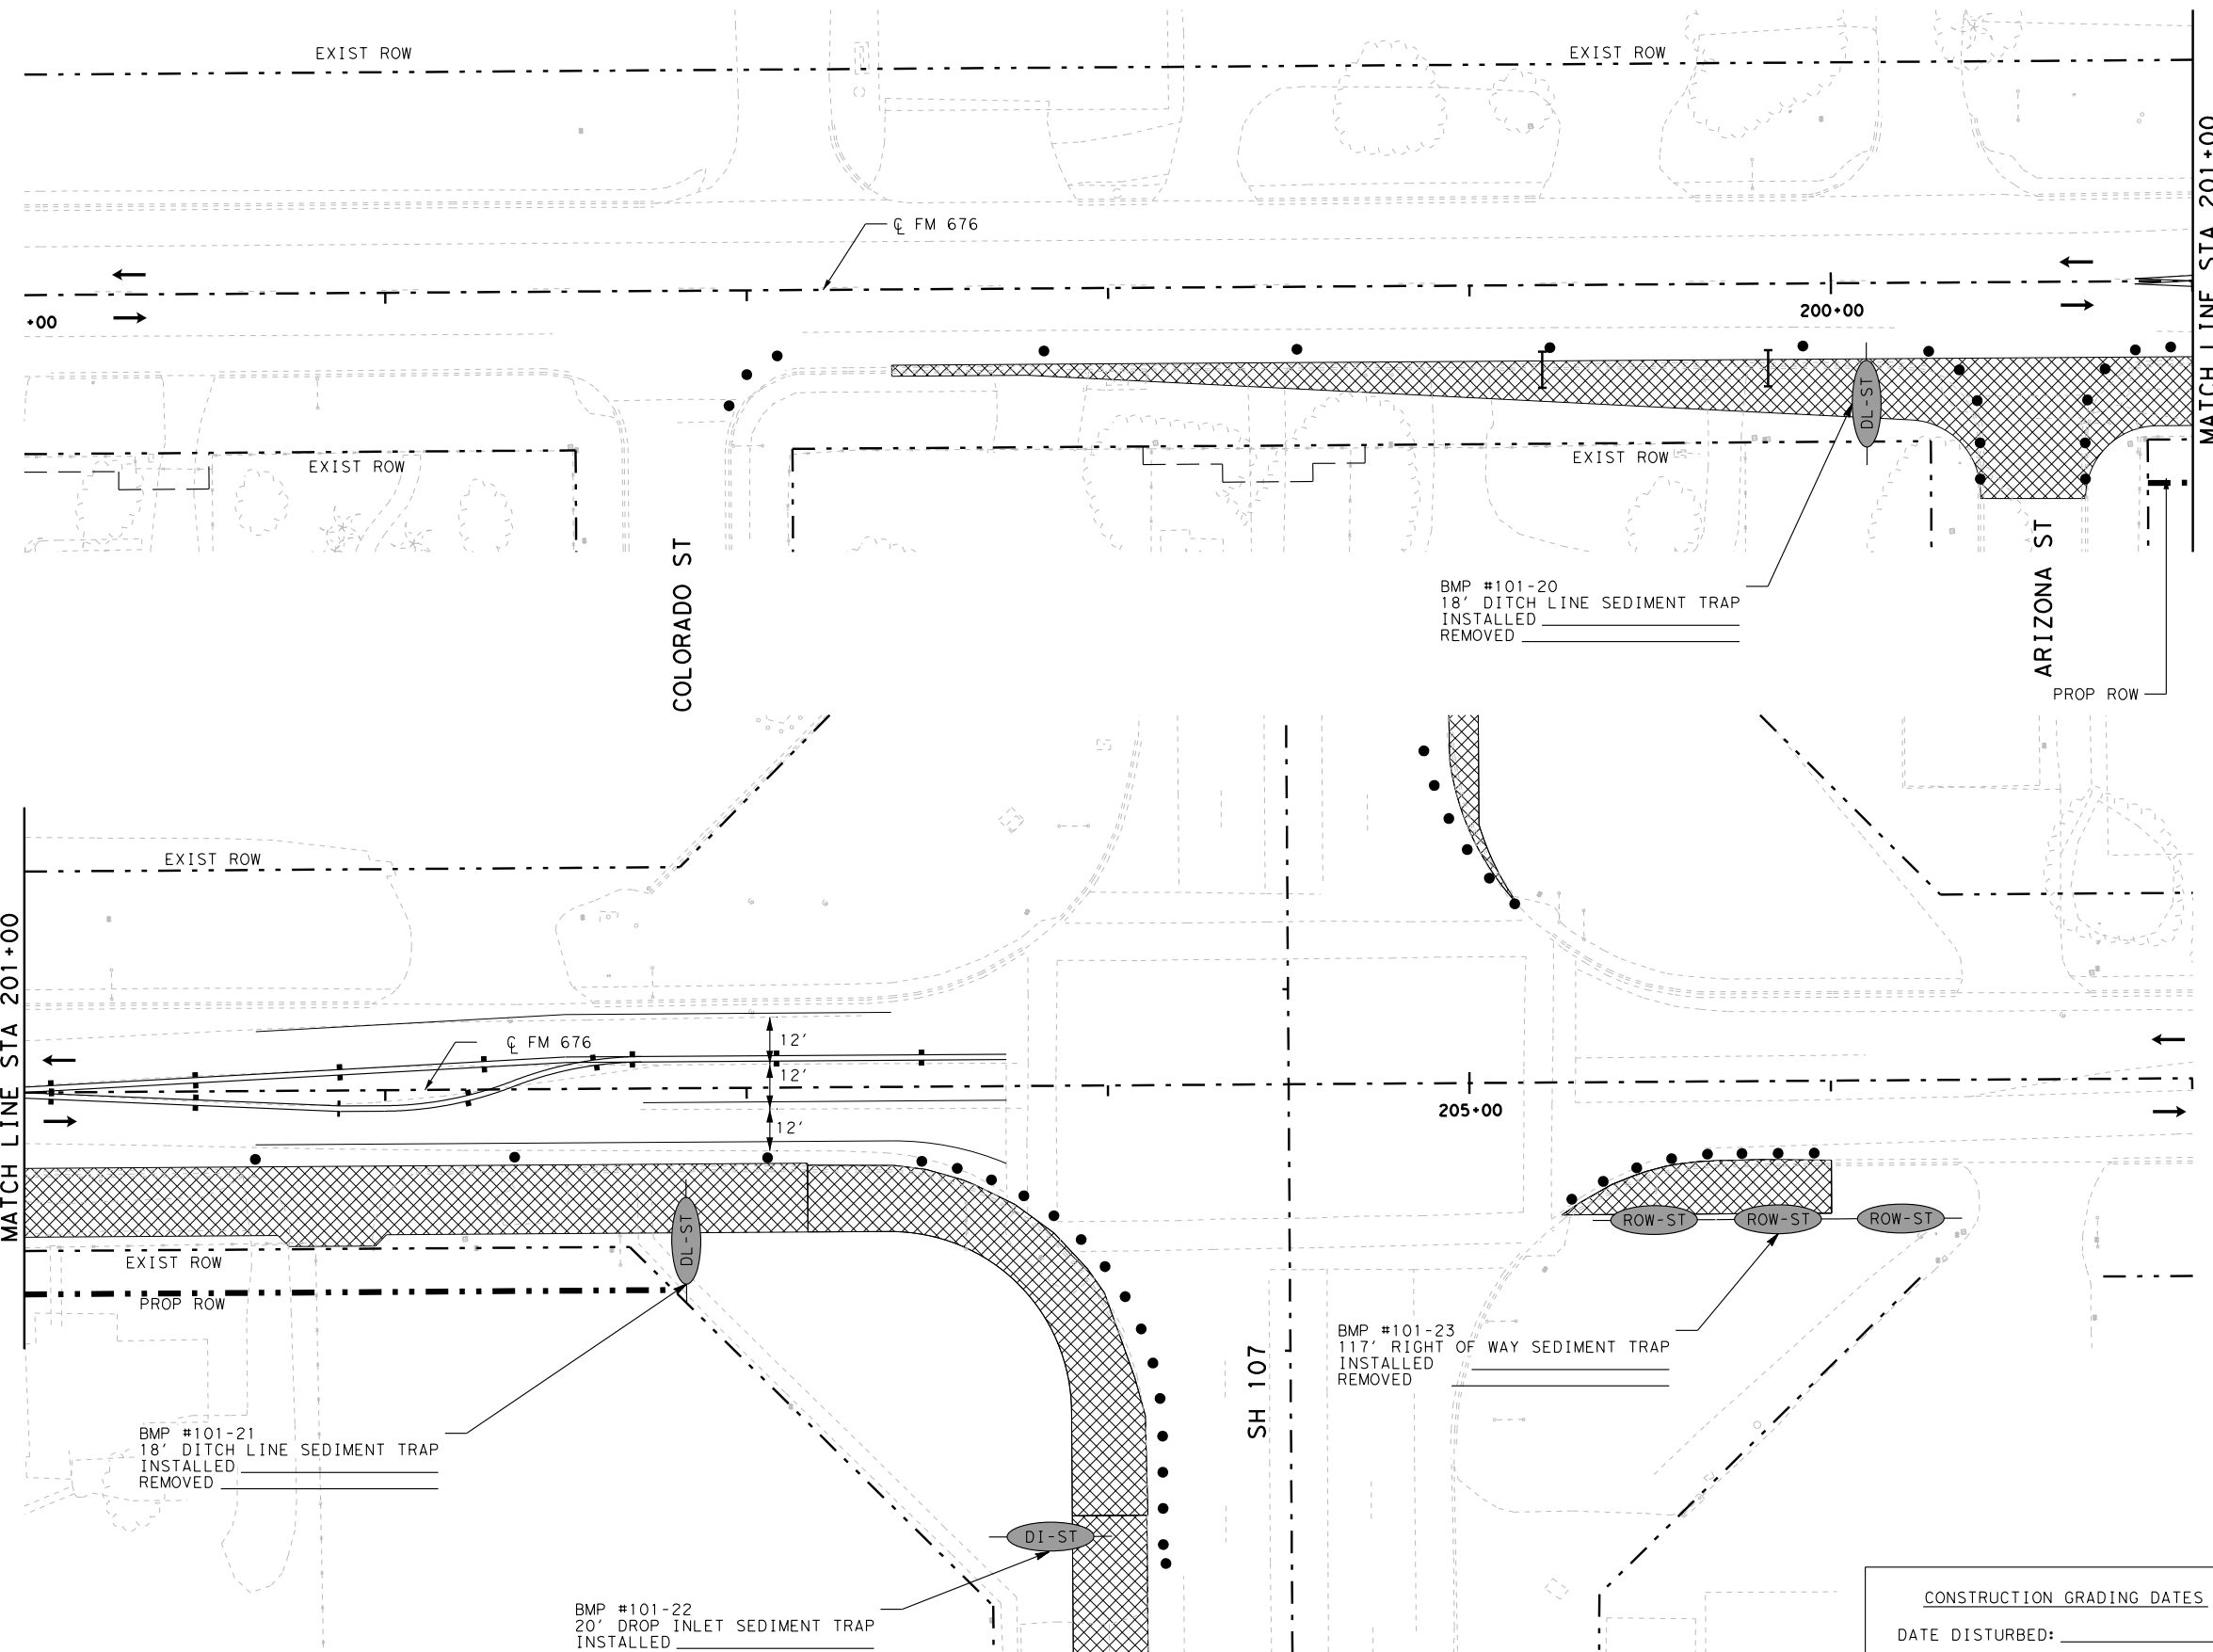 EXIST ROW
EXIST ROW
℄ FM 676
+00
200+00
MATCH LINE STA 201+00
EXIST ROW
EXIST ROW
DL-ST
COLORADO ST
ARIZONA ST
BMP #101-20
18' DITCH LINE SEDIMENT TRAP
INSTALLED
REMOVED
PROP ROW
EXIST ROW
MATCH LINE STA 201+00
℄ FM 676
12'
12'
12'
205+00
DL-ST
ROW-ST
ROW-ST
ROW-ST
EXIST ROW
PROP ROW
SH 107
BMP #101-23
117' RIGHT OF WAY SEDIMENT TRAP
INSTALLED
REMOVED
BMP #101-21
18' DITCH LINE SEDIMENT TRAP
INSTALLED
REMOVED
DI-ST
BMP #101-22
20' DROP INLET SEDIMENT TRAP
INSTALLED
CONSTRUCTION GRADING DATES
DATE DISTURBED: